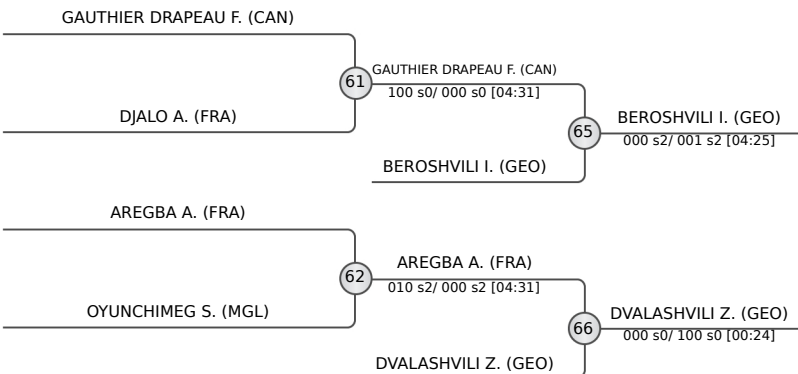 GAUTHIER DRAPEAU F. (CAN)
61
GAUTHIER DRAPEAU F. (CAN)
100 s0/ 000 s0 [04:31]
DJALO A. (FRA)
65
BEROSHVILI I. (GEO)
000 s2/ 001 s2 [04:25]
BEROSHVILI I. (GEO)
AREGBA A. (FRA)
62
AREGBA A. (FRA)
010 s2/ 000 s2 [04:31]
OYUNCHIMEG S. (MGL)
66
DVALASHVILI Z. (GEO)
000 s0/ 100 s0 [00:24]
DVALASHVILI Z. (GEO)